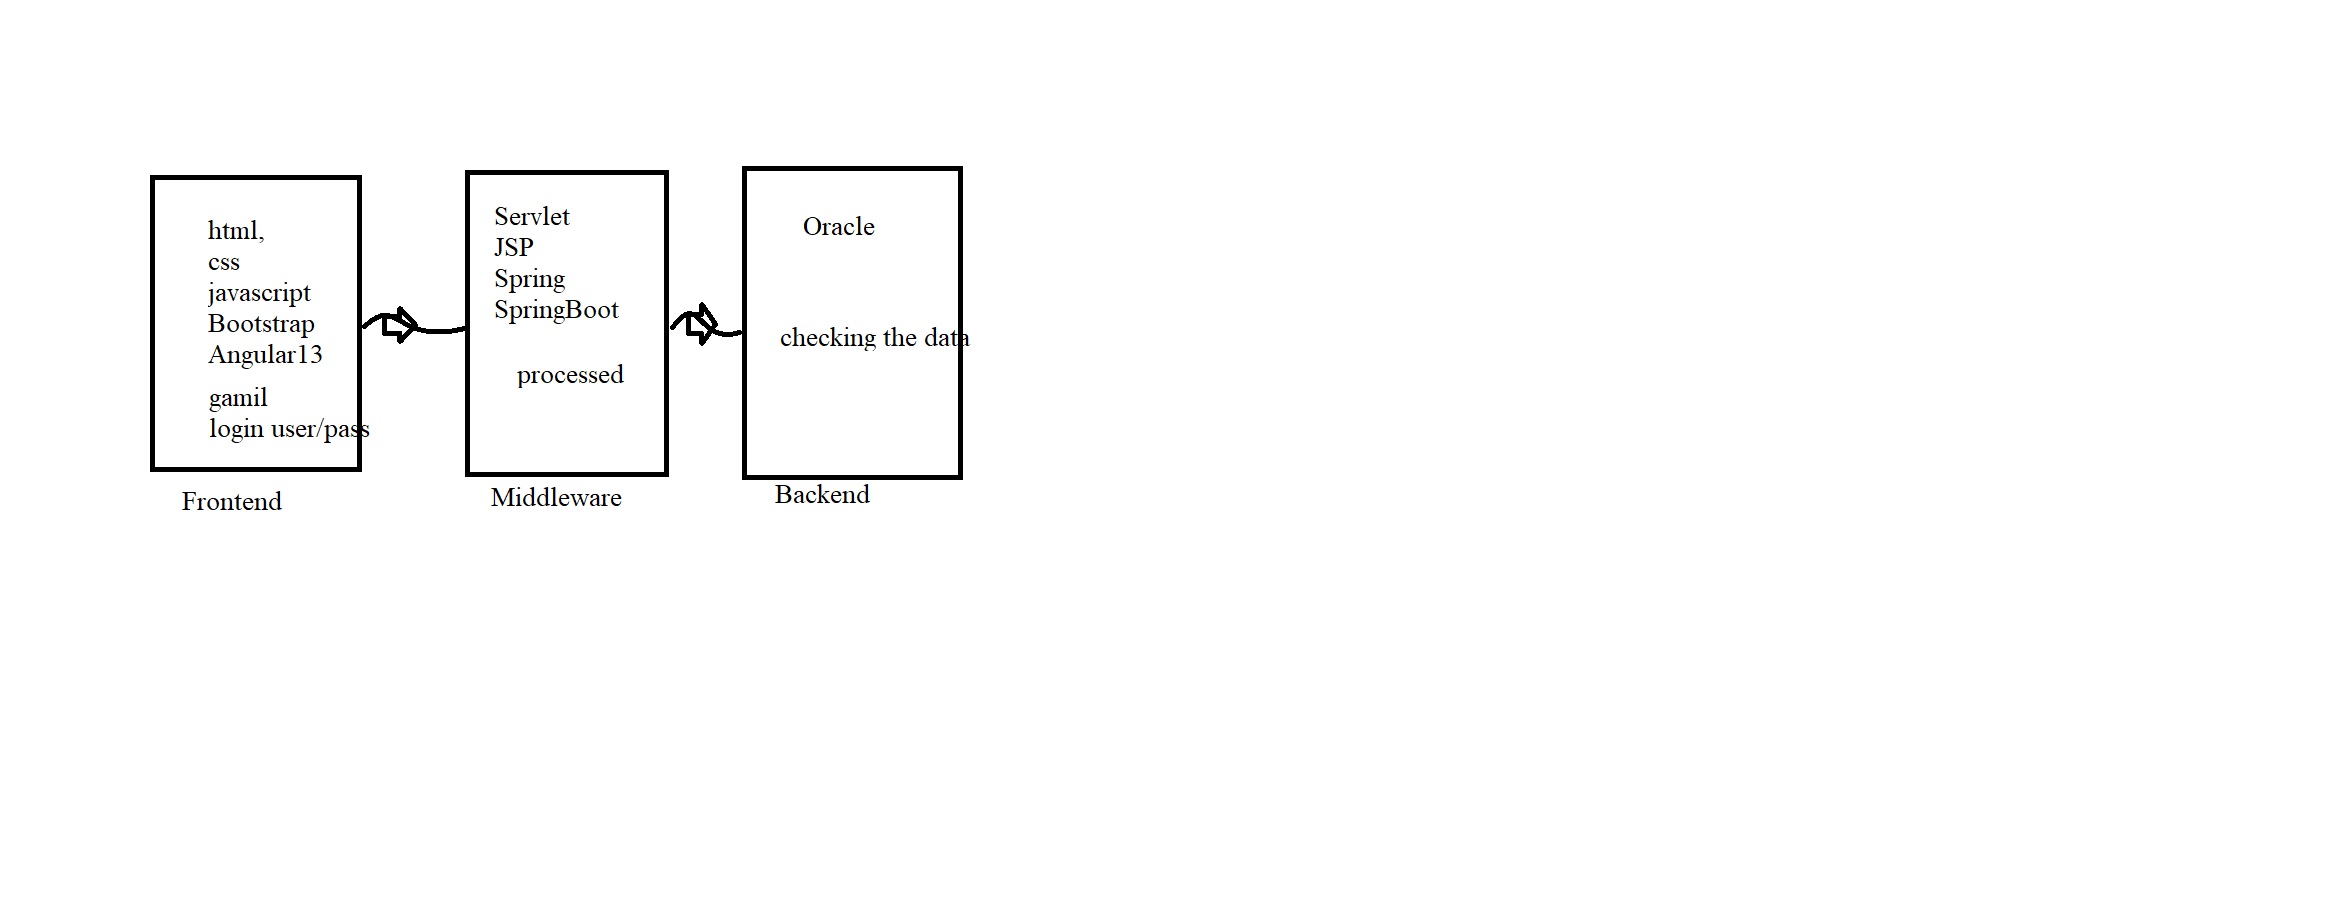 html,
css
javascript
Bootstrap
Angular13
gamil
login user/pass
Frontend
Servlet
JSP
Spring
SpringBoot
processed
Middleware
Oracle
checking the data
Backend